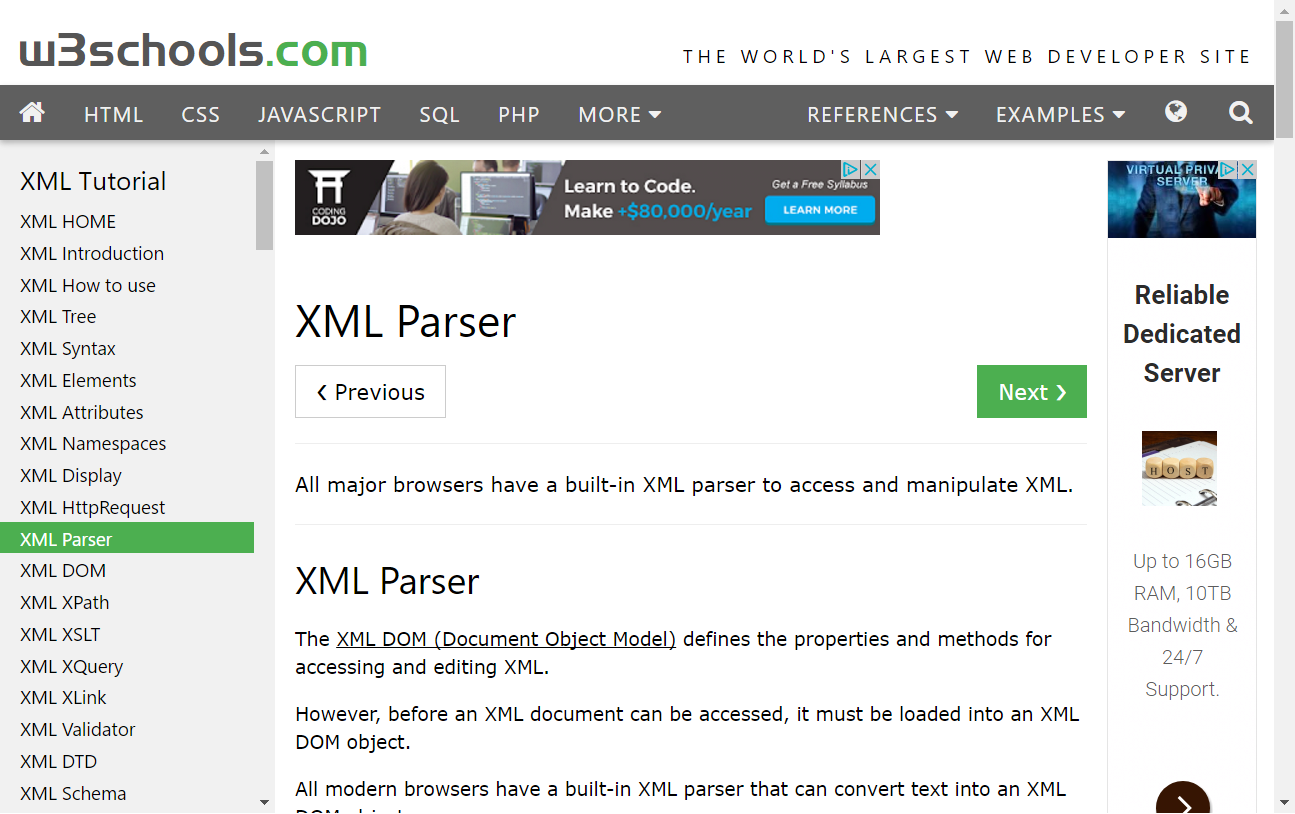 w3schools.com
THE WORLD'S LARGEST WEB DEVELOPER SITE
HTML CSS JAVASCRIPT SQL PHP MORE REFERENCES EXAMPLES
XML Tutorial
XML HOME
XML Introduction
XML How to use
XML Tree
XML Syntax
XML Elements
XML Attributes
XML Namespaces
XML Display
XML HttpRequest
XML Parser
XML DOM
XML XPath
XML XSLT
XML XQuery
XML XLink
XML Validator
XML DTD
XML Schema
CODING
DOJO
Learn to Code.
Make +$80,000/year
Get a Free Syllabus
LEARN MORE
XML Parser
❮ Previous
Next ❯
All major browsers have a built-in XML parser to access and manipulate XML.
XML Parser
The XML DOM (Document Object Model) defines the properties and methods for
accessing and editing XML.
However, before an XML document can be accessed, it must be loaded into an XML
DOM object.
All modern browsers have a built-in XML parser that can convert text into an XML
VIRTUAL
SERVER
Reliable
Dedicated
Server
HOST
Up to 16GB
RAM, 10TB
Bandwidth &
24/7
Support.